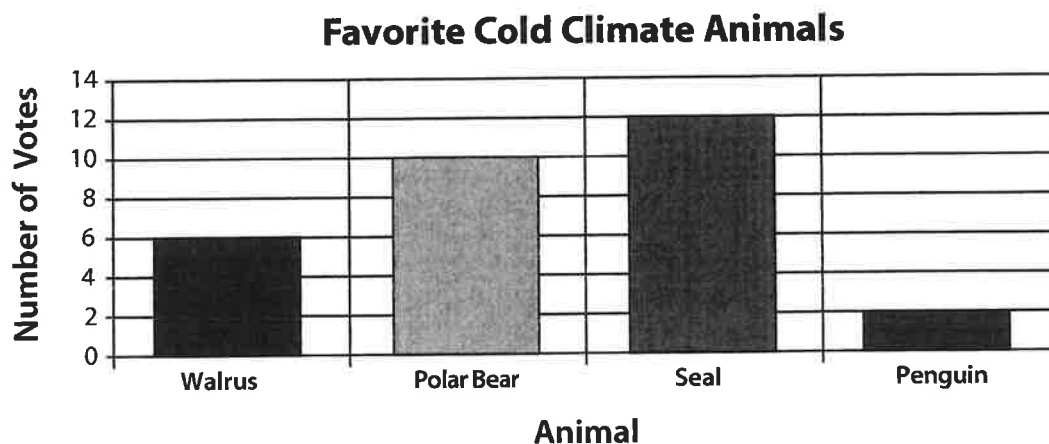 Favorite Cold Climate Animals
Number of Votes
14
12
10
8
6
4
2
0
Walrus Polar Bear Seal Penguin
Animal